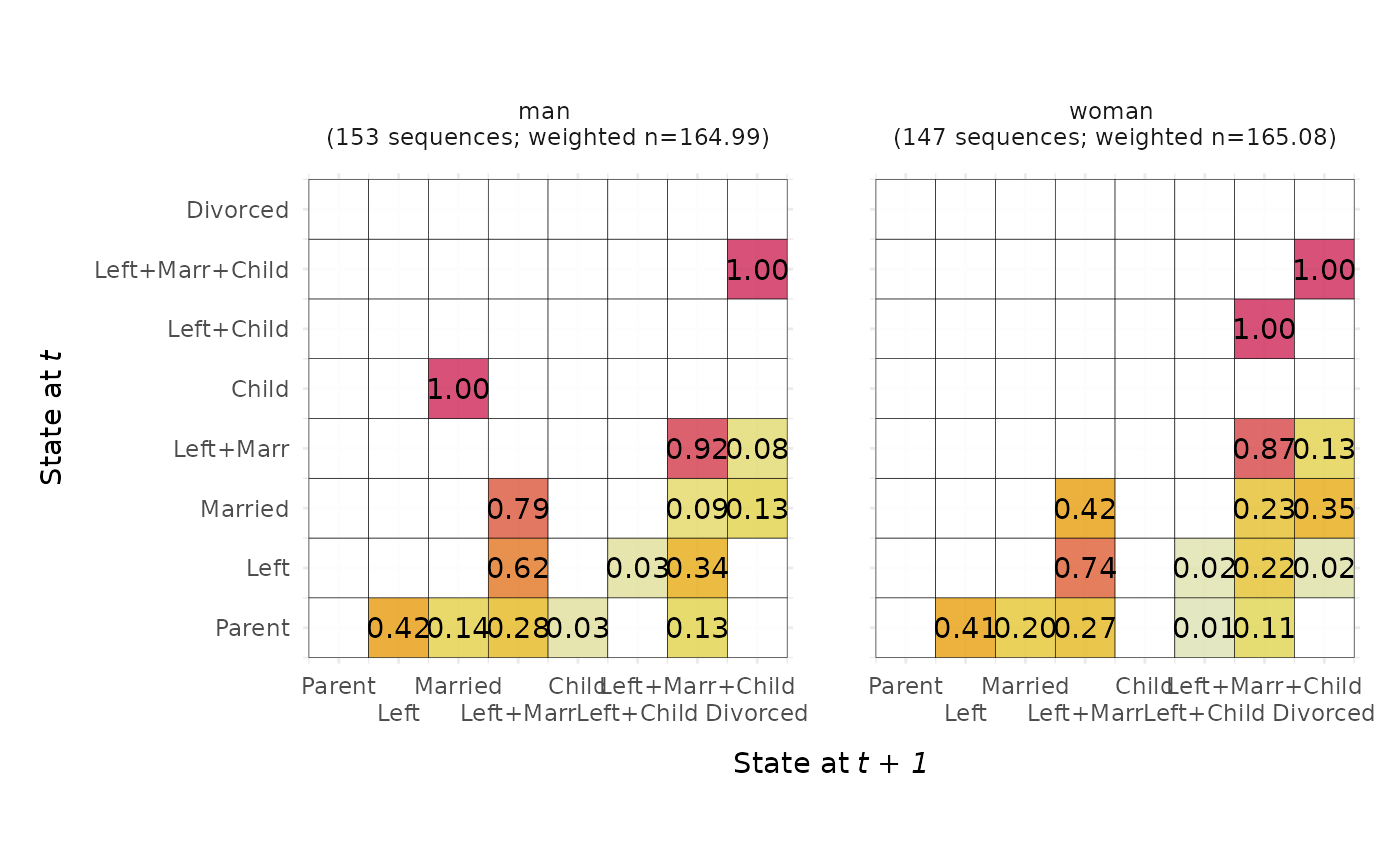 man
(153 sequences; weighted n=164.99)
woman
(147 sequences; weighted n=165.08)
State at t
Divorced
Left+Marr+Child 1.00 1.00
Left+Child 1.00
Child 1.00
Left+Marr 0.92 0.08 0.87 0.13
Married 0.79 0.09 0.13 0.42 0.23 0.35
Left 0.62 0.03 0.34 0.74 0.02 0.22 0.02
Parent 0.42 0.14 0.28 0.03 0.13 0.41 0.20 0.27 0.01 0.11
Parent Married Child Left+Marr+Child Parent Married Child Left+Marr+Child
Left Left+Marr Left+Child Divorced Left Left+Marr Left+Child Divorced
State at t + 1